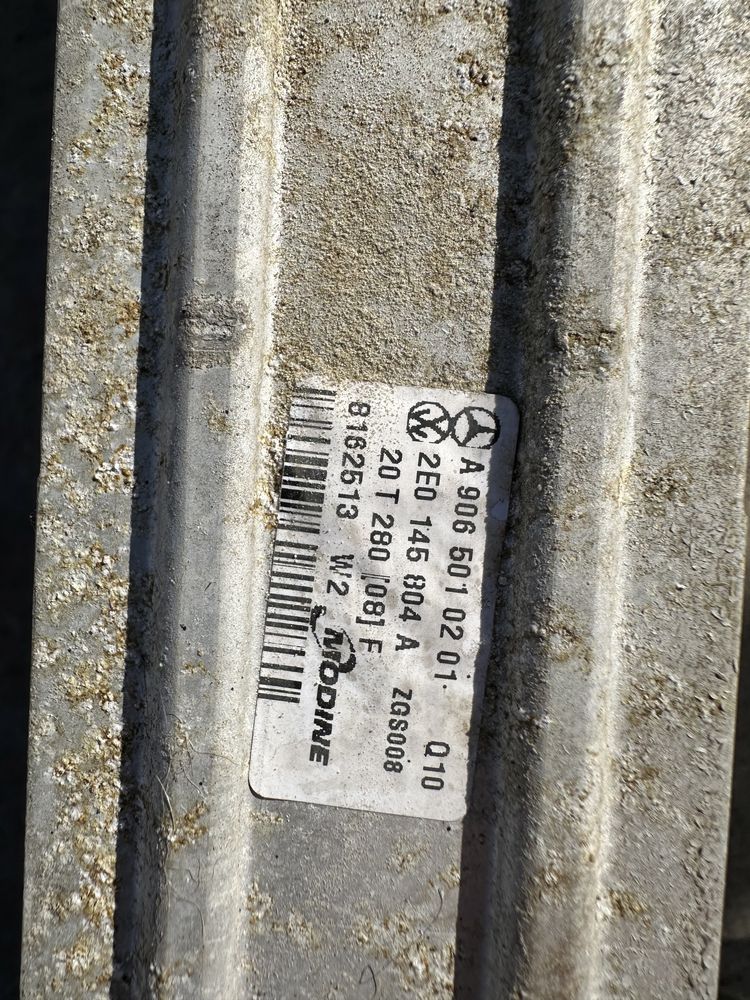 A 906 501 02 01 Q10
2E0 145 804 A ZGS008
20 T 280 [08] F
8162513 W2
MODINE